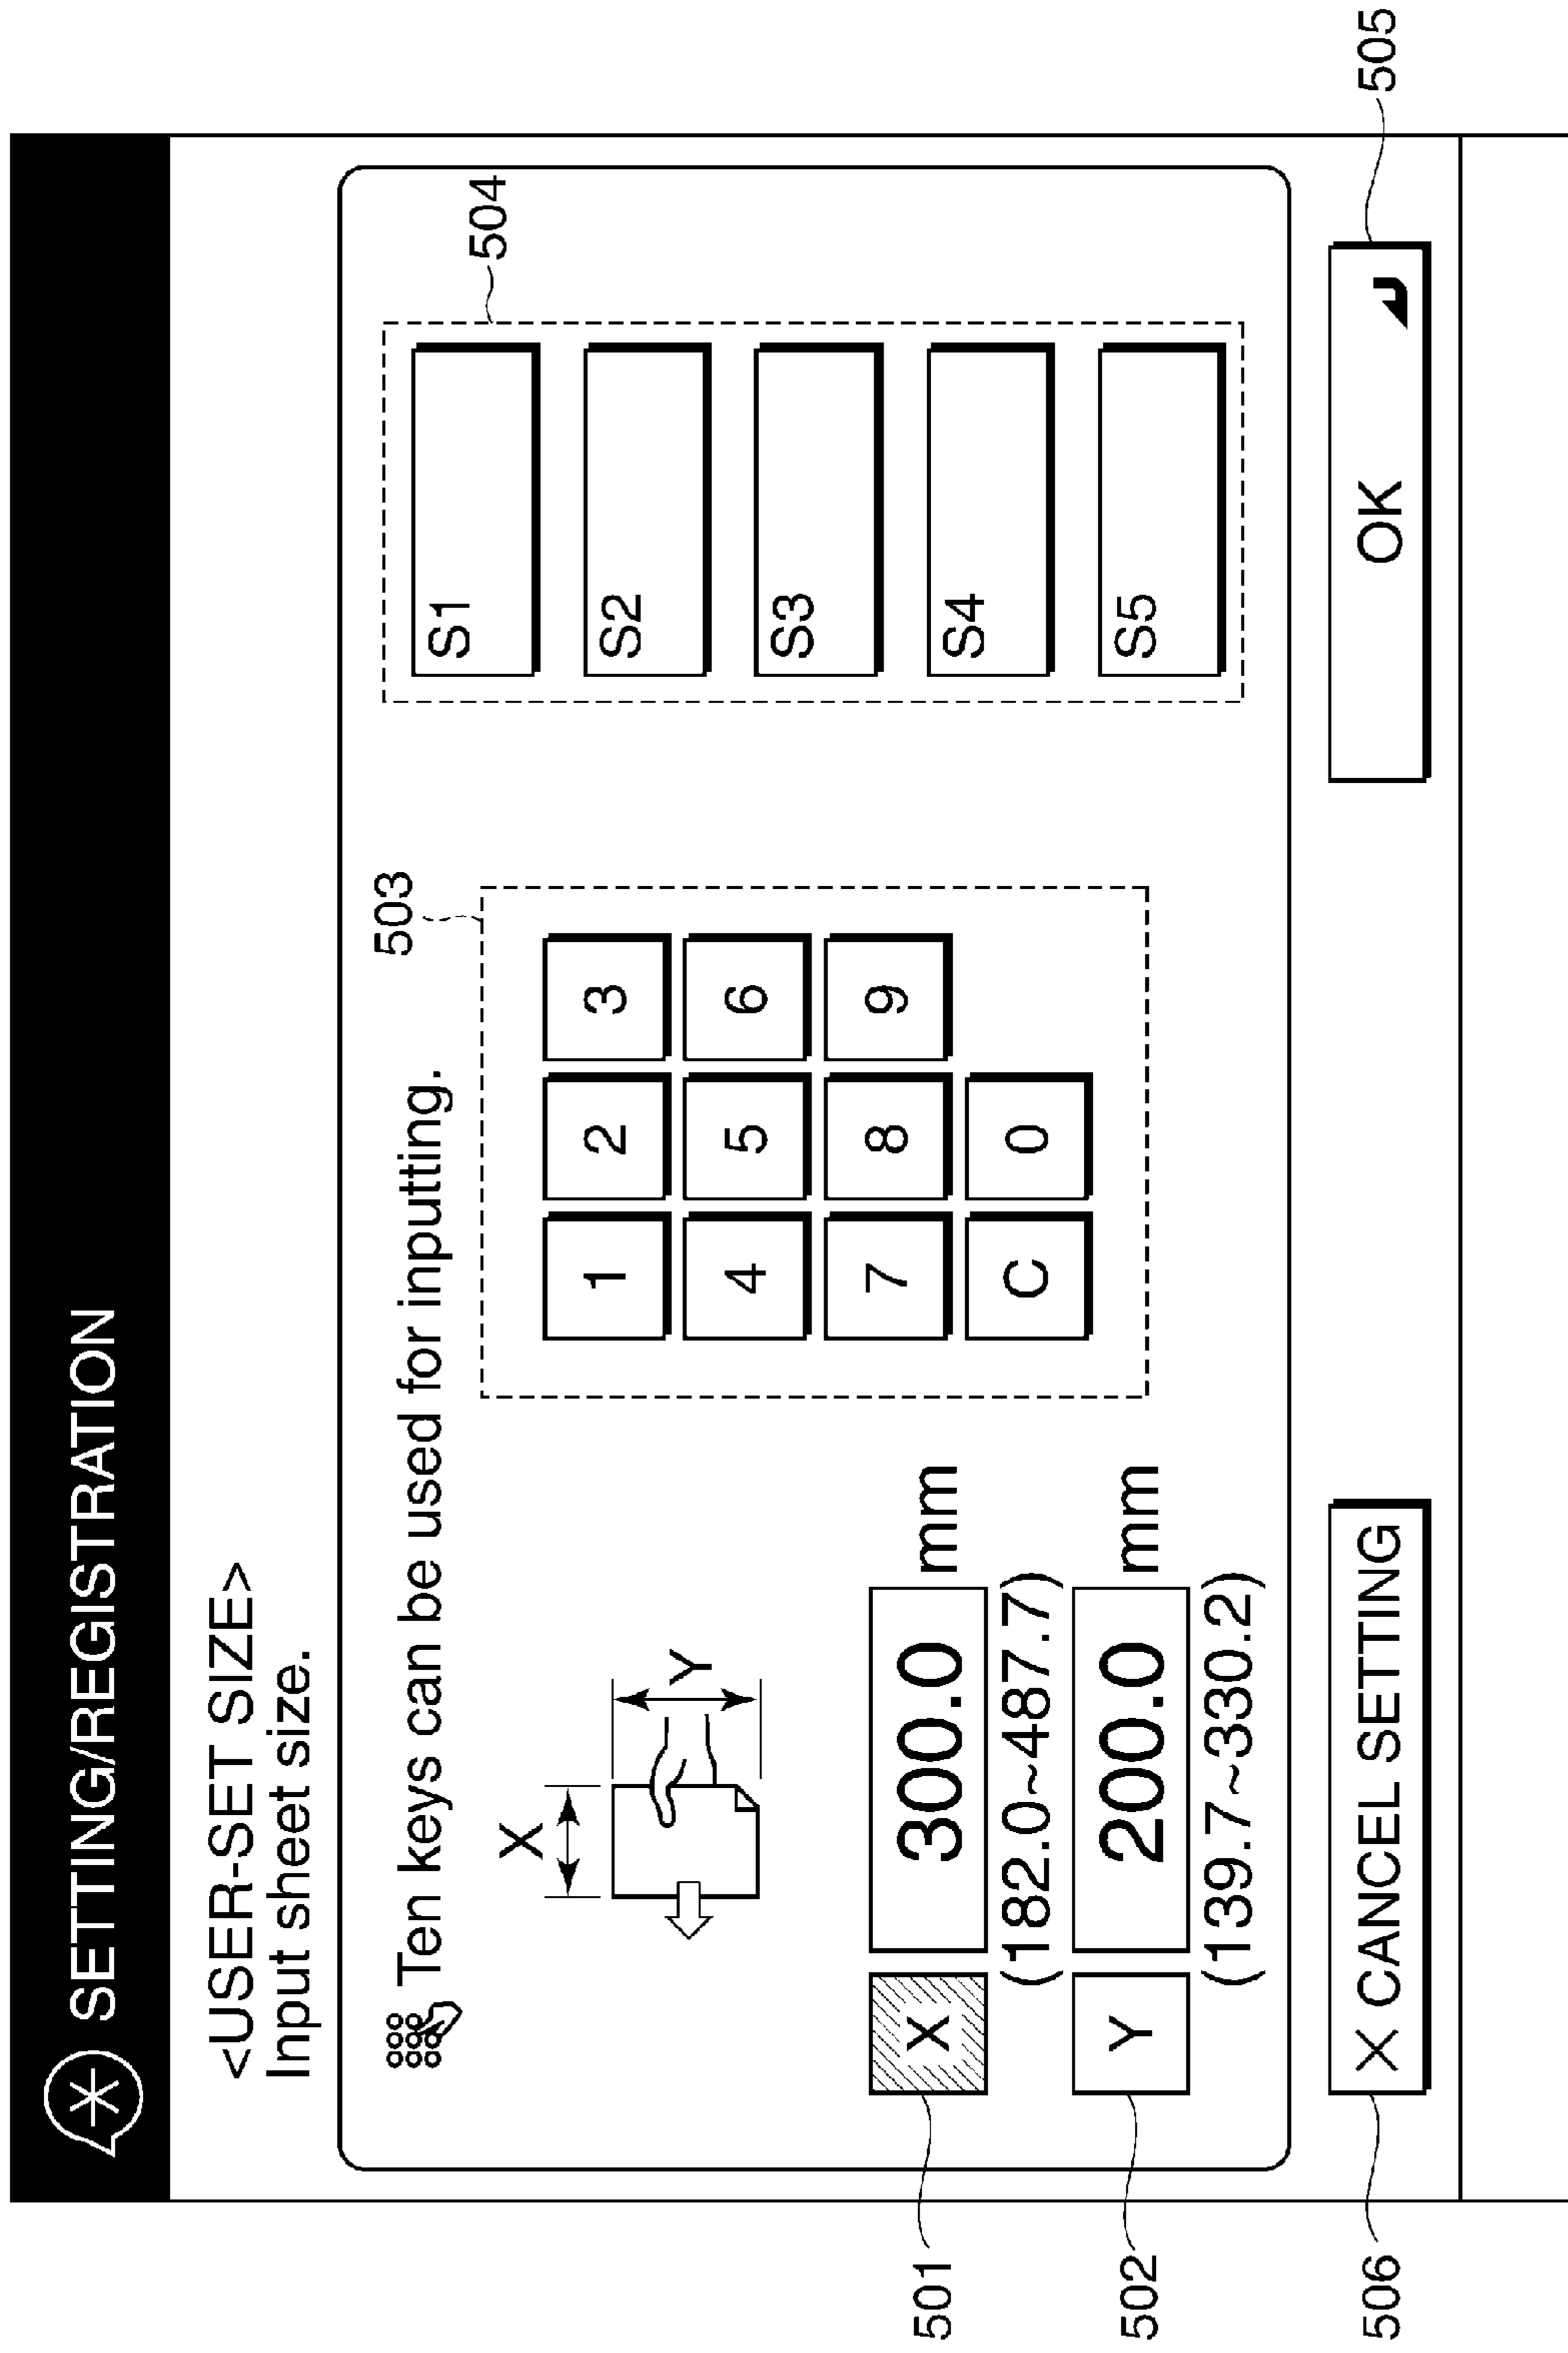 SETTING/REGISTRATION
<USER-SET SIZE>
Input sheet size.
Ten keys can be used for inputting.
503
504
X
Y
1 2 3
4 5 6
7 8 9
C 0
S1
S2
S3
S4
S5
501
X 300.0 mm
(182.0~487.7)
502
Y 200.0 mm
(139.7~330.2)
506
X CANCEL SETTING
OK
505